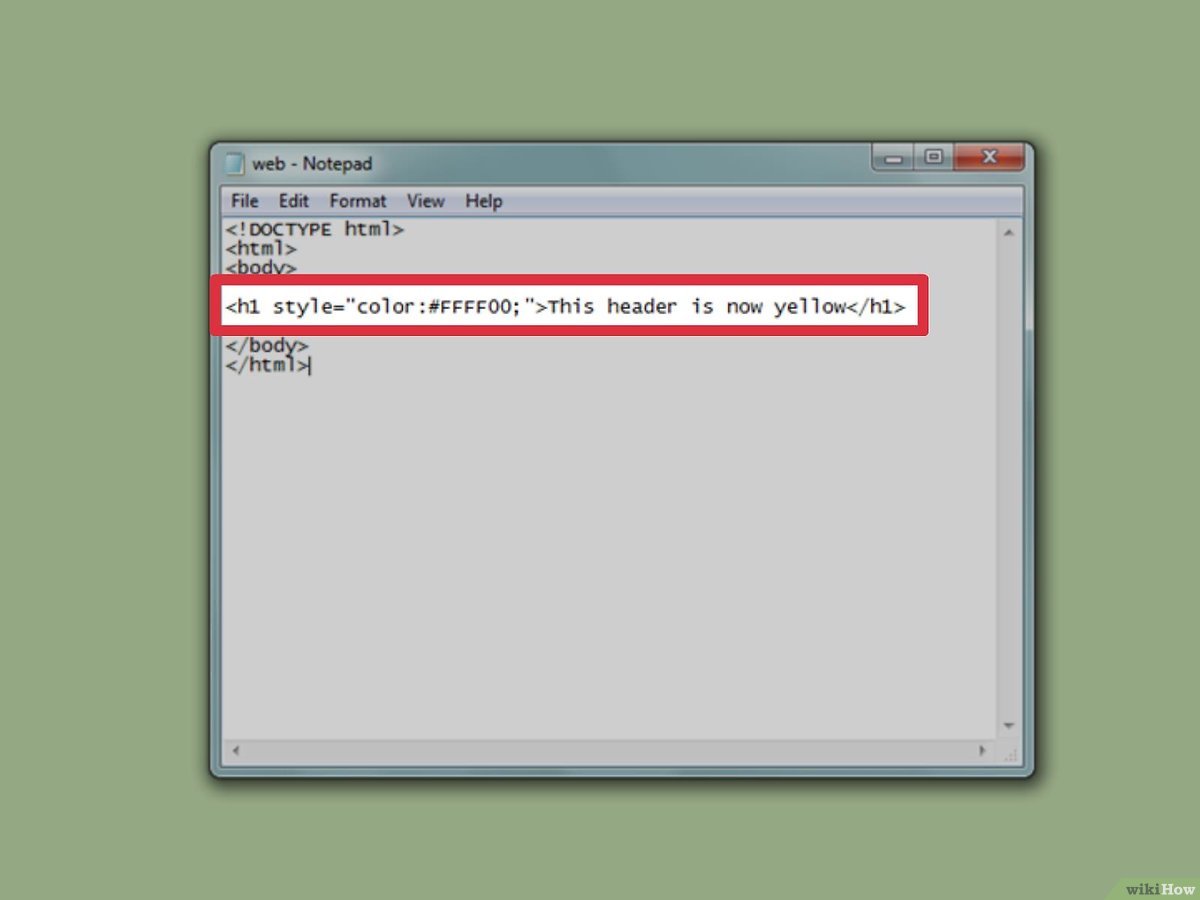 web - Notepad
File Edit Format View Help
<!DOCTYPE html>
<html>
<body>
<h1 style="color:#FFFF00;">This header is now yellow</h1>
</body>
</html>
wikiHow